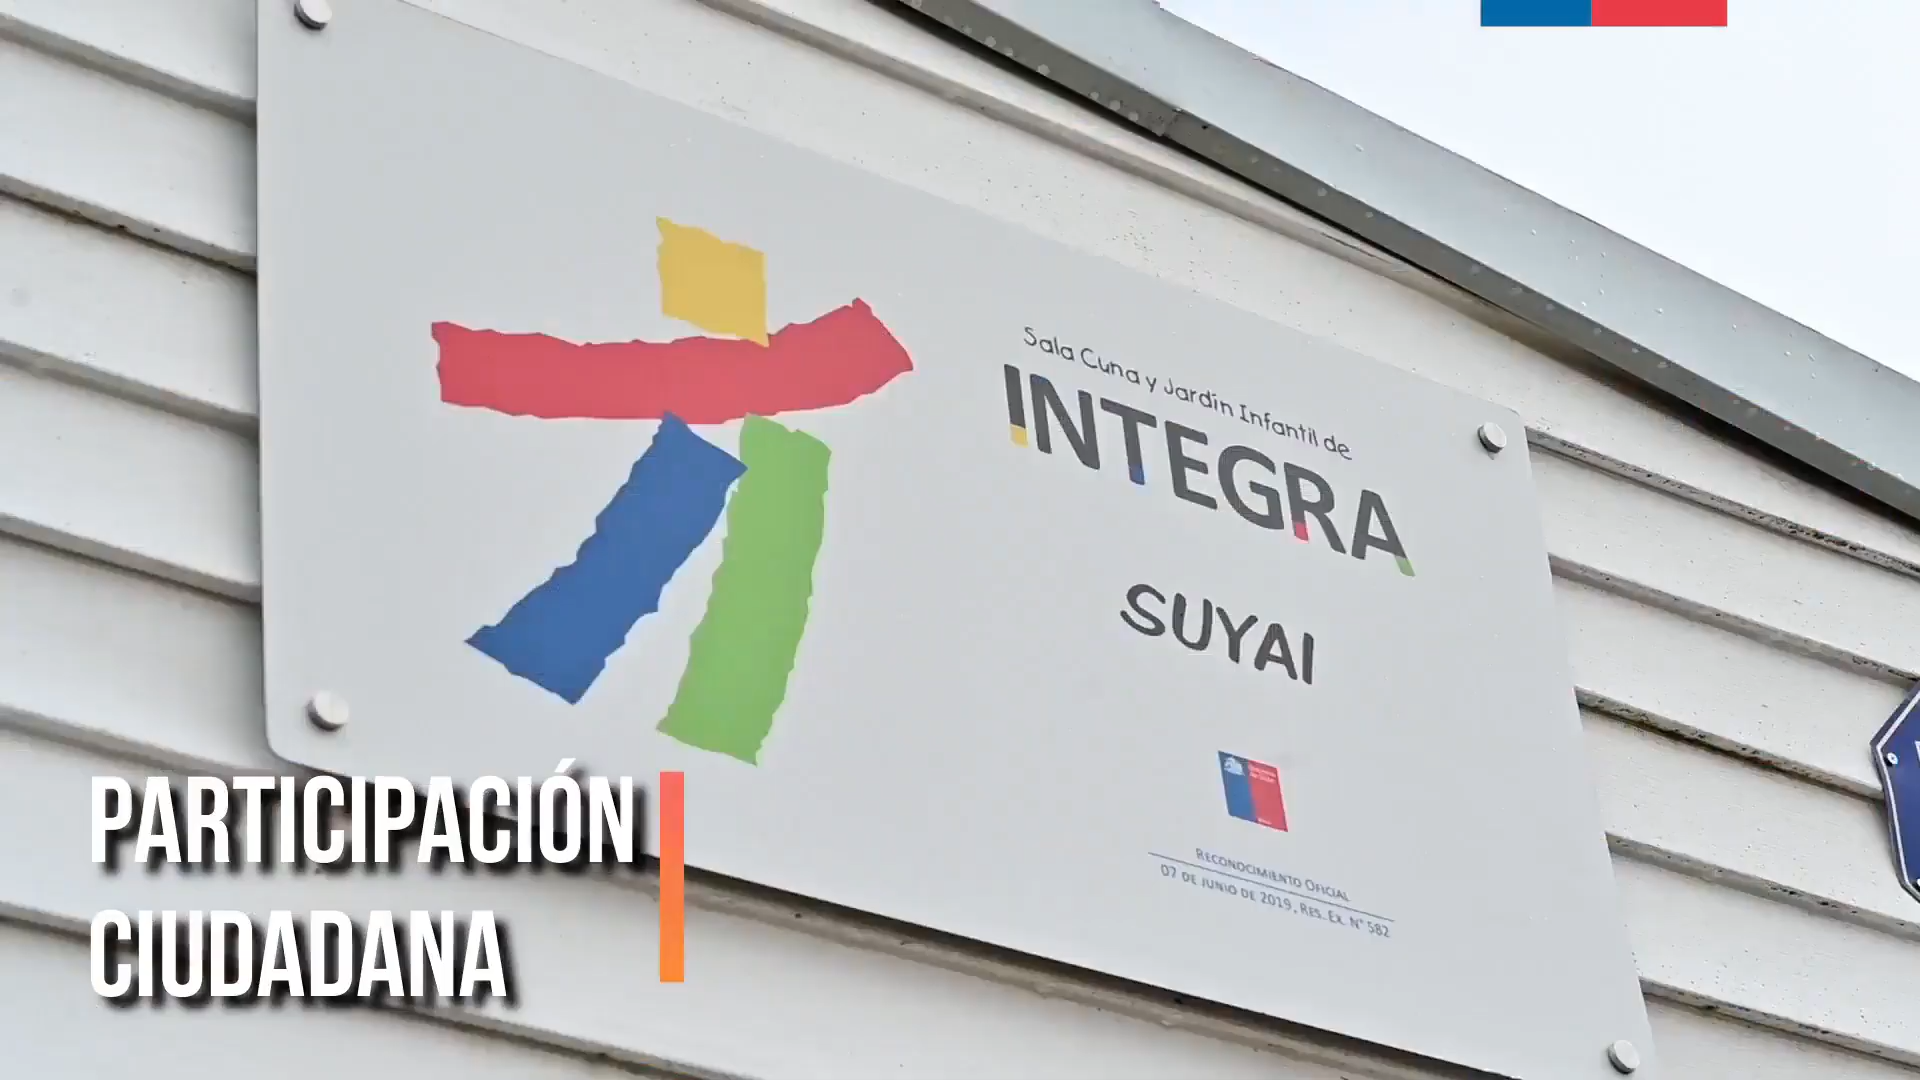 Sala Cuna y Jardín Infantil de
INTEGRA
SUYAI
RECONOCIMIENTO OFICIAL
07 DE JUNIO DE 2019, RES. EX. N° 582
PARTICIPACIÓN
CIUDADANA